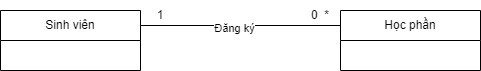 Sinh viên
1
Đăng ký
0 *
Học phần